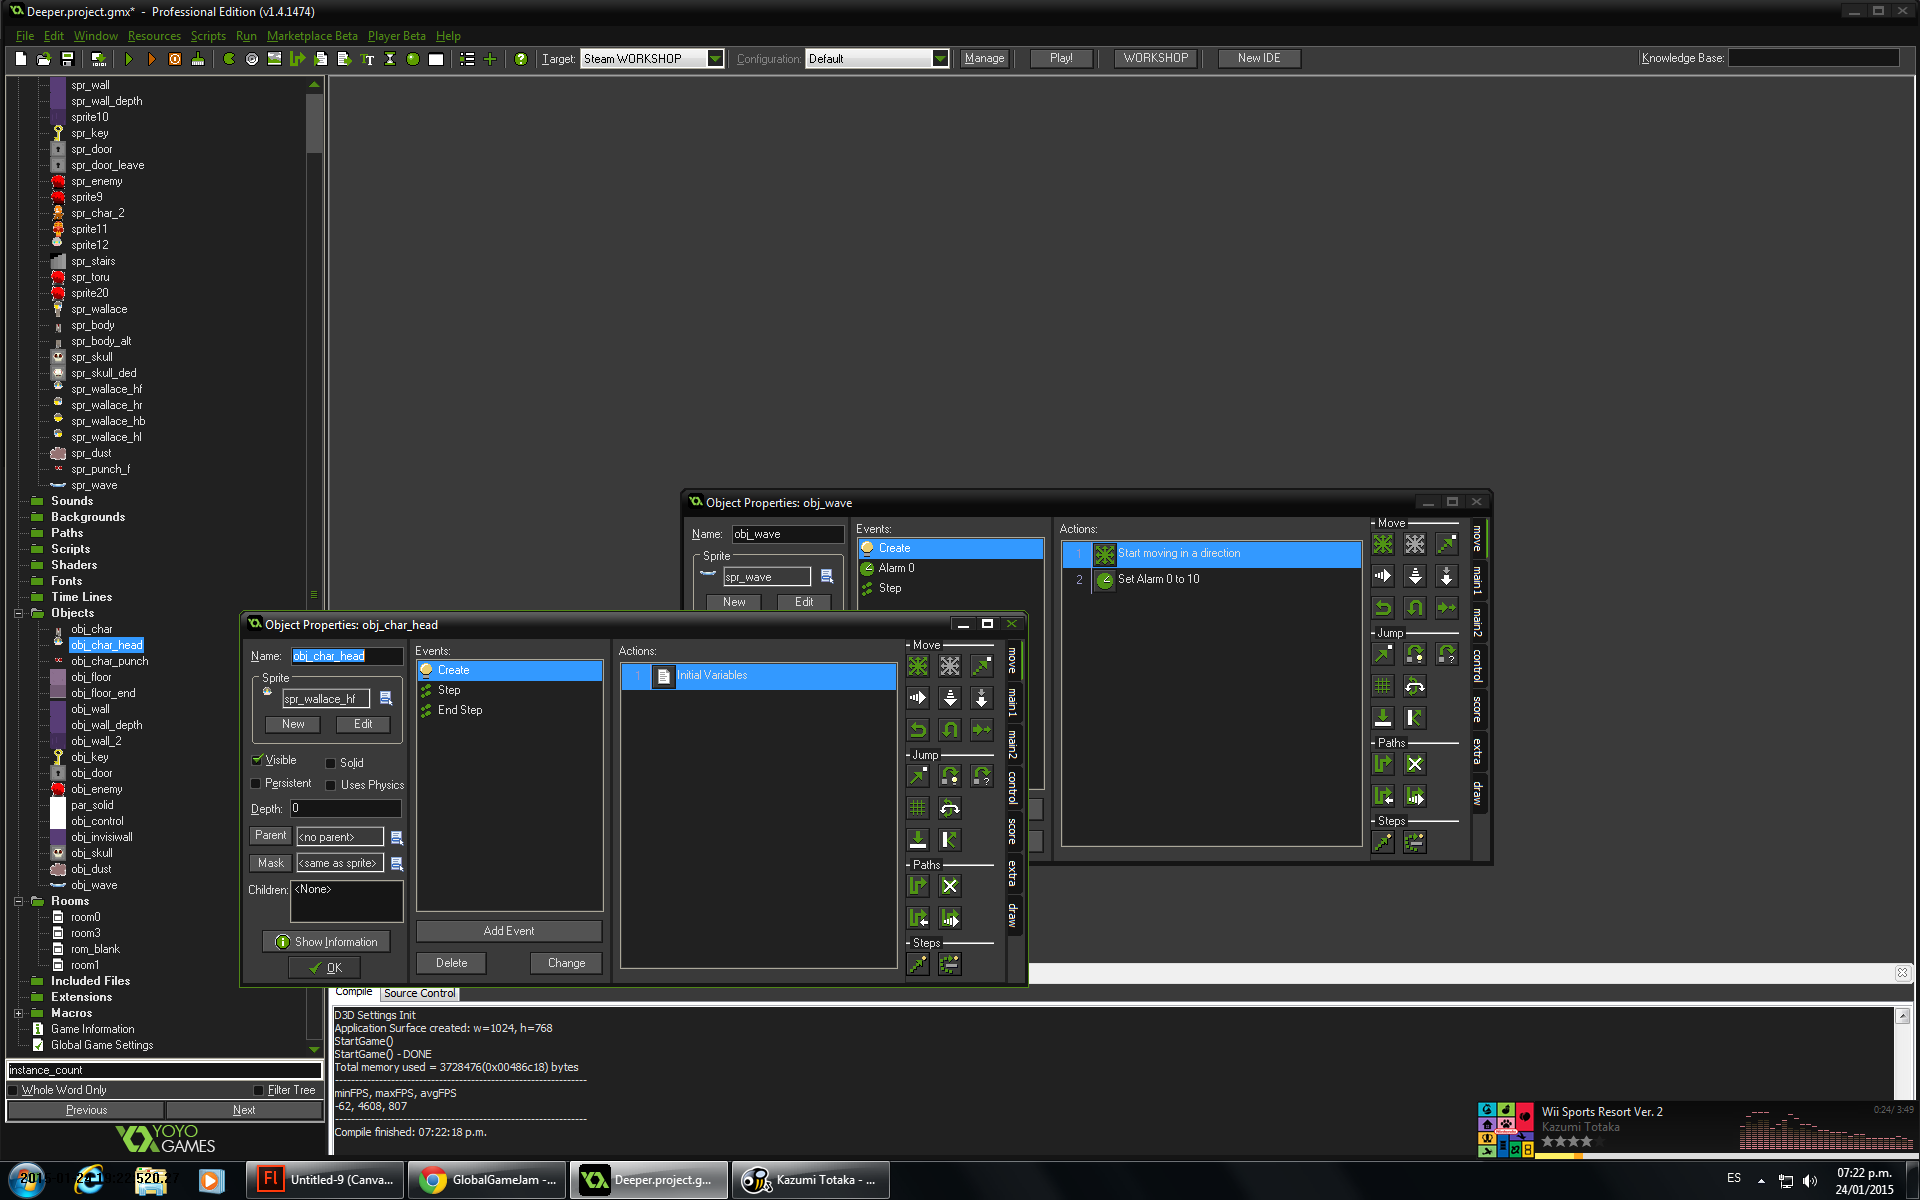 Deeper.project.gmx* - Professional Edition (v1.4.1474)
File Edit Window Resources Scripts Run Marketplace Beta Player Beta Help
Target: Steam WORKSHOP Configuration: Default Manage Play! WORKSHOP New IDE Knowledge Base:
spr_wall
spr_wall_depth
sprite10
spr_key
spr_door
spr_door_leave
spr_enemy
sprite9
spr_char_2
sprite11
sprite12
spr_stairs
spr_toru
sprite20
spr_wallace
spr_body
spr_body_alt
spr_skull
spr_skull_ded
spr_wallace_hf
spr_wallace_hr
spr_wallace_hb
spr_wallace_hl
spr_dust
spr_punch_f
spr_wave
Sounds
Backgrounds
Paths
Scripts
Shaders
Fonts
Time Lines
Objects
obj_char
obj_char_head
obj_char_punch
obj_floor
obj_floor_end
obj_wall
obj_wall_depth
obj_wall_2
obj_key
obj_door
obj_enemy
par_solid
obj_control
obj_invisiwall
obj_skull
obj_dust
obj_wave
Rooms
room0
room3
rom_blank
room1
Included Files
Extensions
Macros
Game Information
Global Game Settings
instance_count
Whole Word Only Filter Tree
Previous Next
YOYO
GAMES
Object Properties: obj_wave
Name: obj_wave
Sprite
spr_wave
New Edit
Events:
Create
Alarm 0
Step
Actions:
1 Start moving in a direction
2 Set Alarm 0 to 10
Move
Jump
Paths
Steps
move
main1
main2
control
score
extra
draw
Object Properties: obj_char_head
Name: obj_char_head
Sprite
spr_wallace_hf
New Edit
Visible Solid
Persistent Uses Physics
Depth: 0
Parent <no parent>
Mask <same as sprite>
Children: <None>
Show Information
OK
Events:
Create
Step
End Step
Add Event
Delete Change
Actions:
1 Initial Variables
Move
Jump
Paths
Steps
move
main1
main2
control
score
extra
draw
Compile Source Control
D3D Settings Init
Application Surface created: w=1024, h=768
StartGame()
StartGame() - DONE
Total memory used = 3728476(0x00486c18) bytes
minFPS, maxFPS, avgFPS
-62, 4608, 807
Compile finished: 07:22:18 p.m.
Wii Sports Resort Ver. 2 0:24/ 3:49
Kazumi Totaka
Untitled-9 (Canva...
GlobalGameJam -...
Deeper.project.g...
Kazumi Totaka - ...
ES
07:22 p.m.
24/01/2015